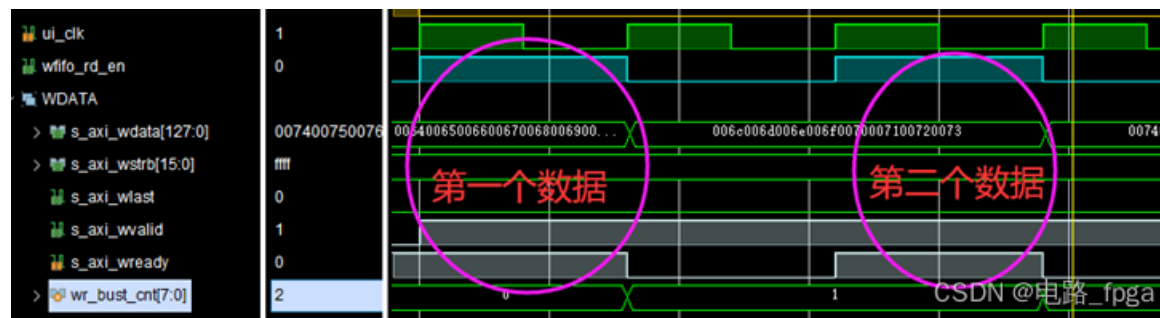 ui_clk 1
wfifo_rd_en 0
WDATA
s_axi_wdata[127:0] 007400750076 00640065006600670068006900... 006c006d006e006f0070007100720073 0074
s_axi_wstrb[15:0] ffff
第一个数据 第二个数据
s_axi_wlast 0
s_axi_wvalid 1
s_axi_wready 0
wr_bust_cnt[7:0] 2 0 1
CSDN @电路_fpga